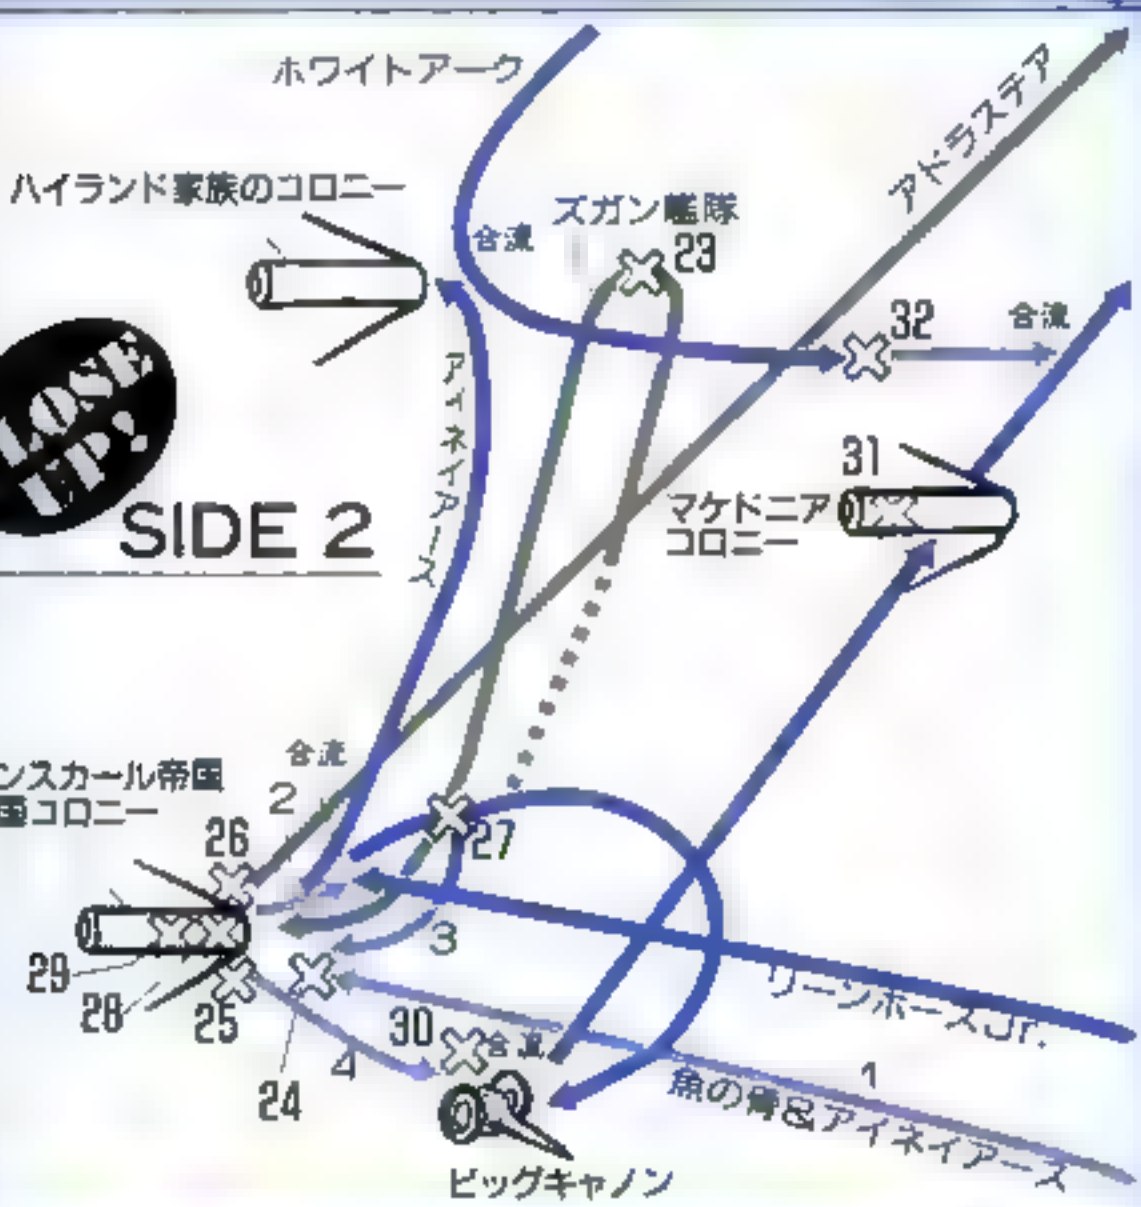 ホワイトアーク
アドラステア
ハイランド家族のコロニー
合流
ズガン艦隊
23
32
合流
アイネイアース
LOSE
UP!
SIDE 2
31
マケドニア
コロニー
合流
2
ンスカール帝国
国コロニー
26
27
3
29
28
25
リーンホースJr.
30
合流
4
24
1
魚の骨&アイネイアース
ビッグキャノン